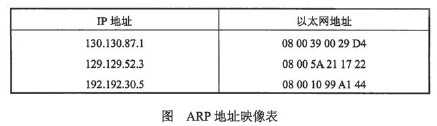 IP 地址 以太网地址
130.130.87.1 08 00 39 00 29 D4
129.129.52.3 08 00 5A 21 17 22
192.192.30.5 08 00 10 99 A1 44
图 ARP 地址映像表